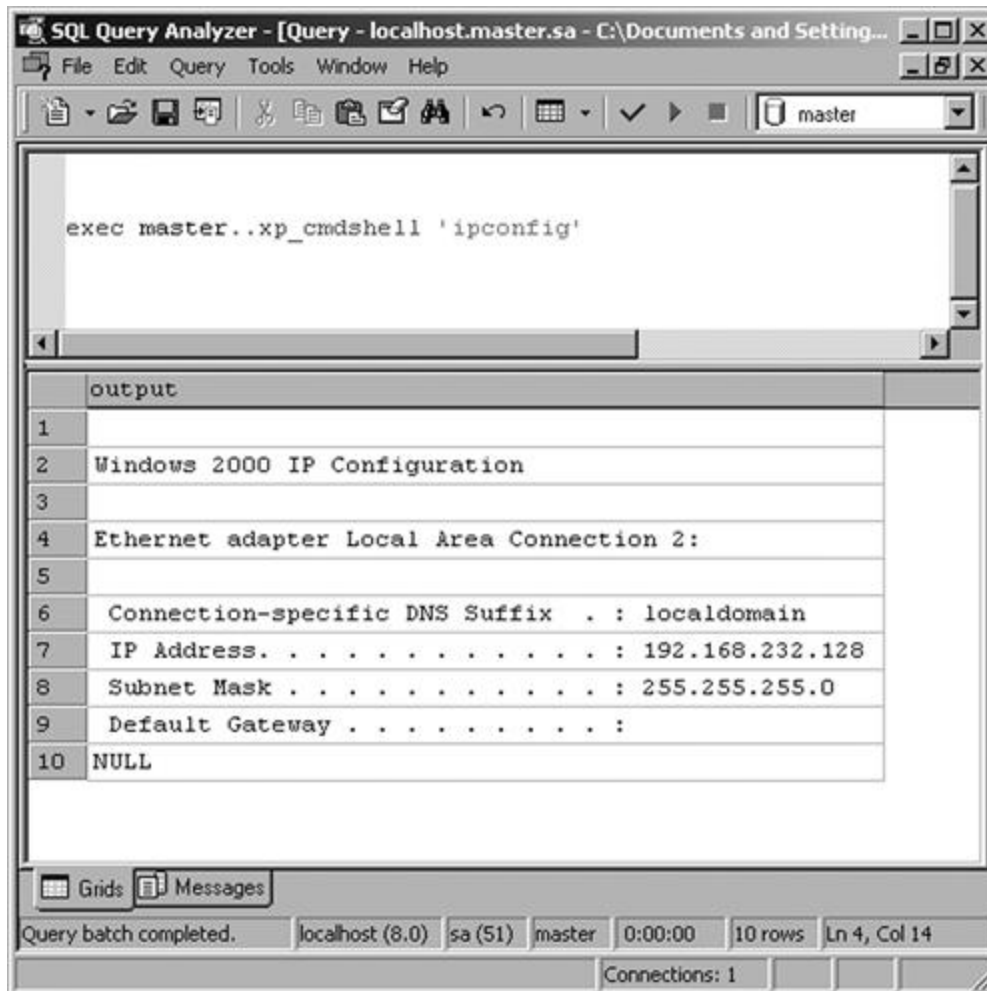 SQL Query Analyzer - [Query - localhost.master.sa - C:\Documents and Setting...
File Edit Query Tools Window Help
master
exec master..xp_cmdshell 'ipconfig'
output
1
2 Windows 2000 IP Configuration
3
4 Ethernet adapter Local Area Connection 2:
5
6 Connection-specific DNS Suffix . : localdomain
7 IP Address. . . . . . . . . . . . : 192.168.232.128
8 Subnet Mask . . . . . . . . . . . : 255.255.255.0
9 Default Gateway . . . . . . . . . :
10 NULL
Grids Messages
Query batch completed. localhost (8.0) sa (51) master 0:00:00 10 rows Ln 4, Col 14
Connections: 1